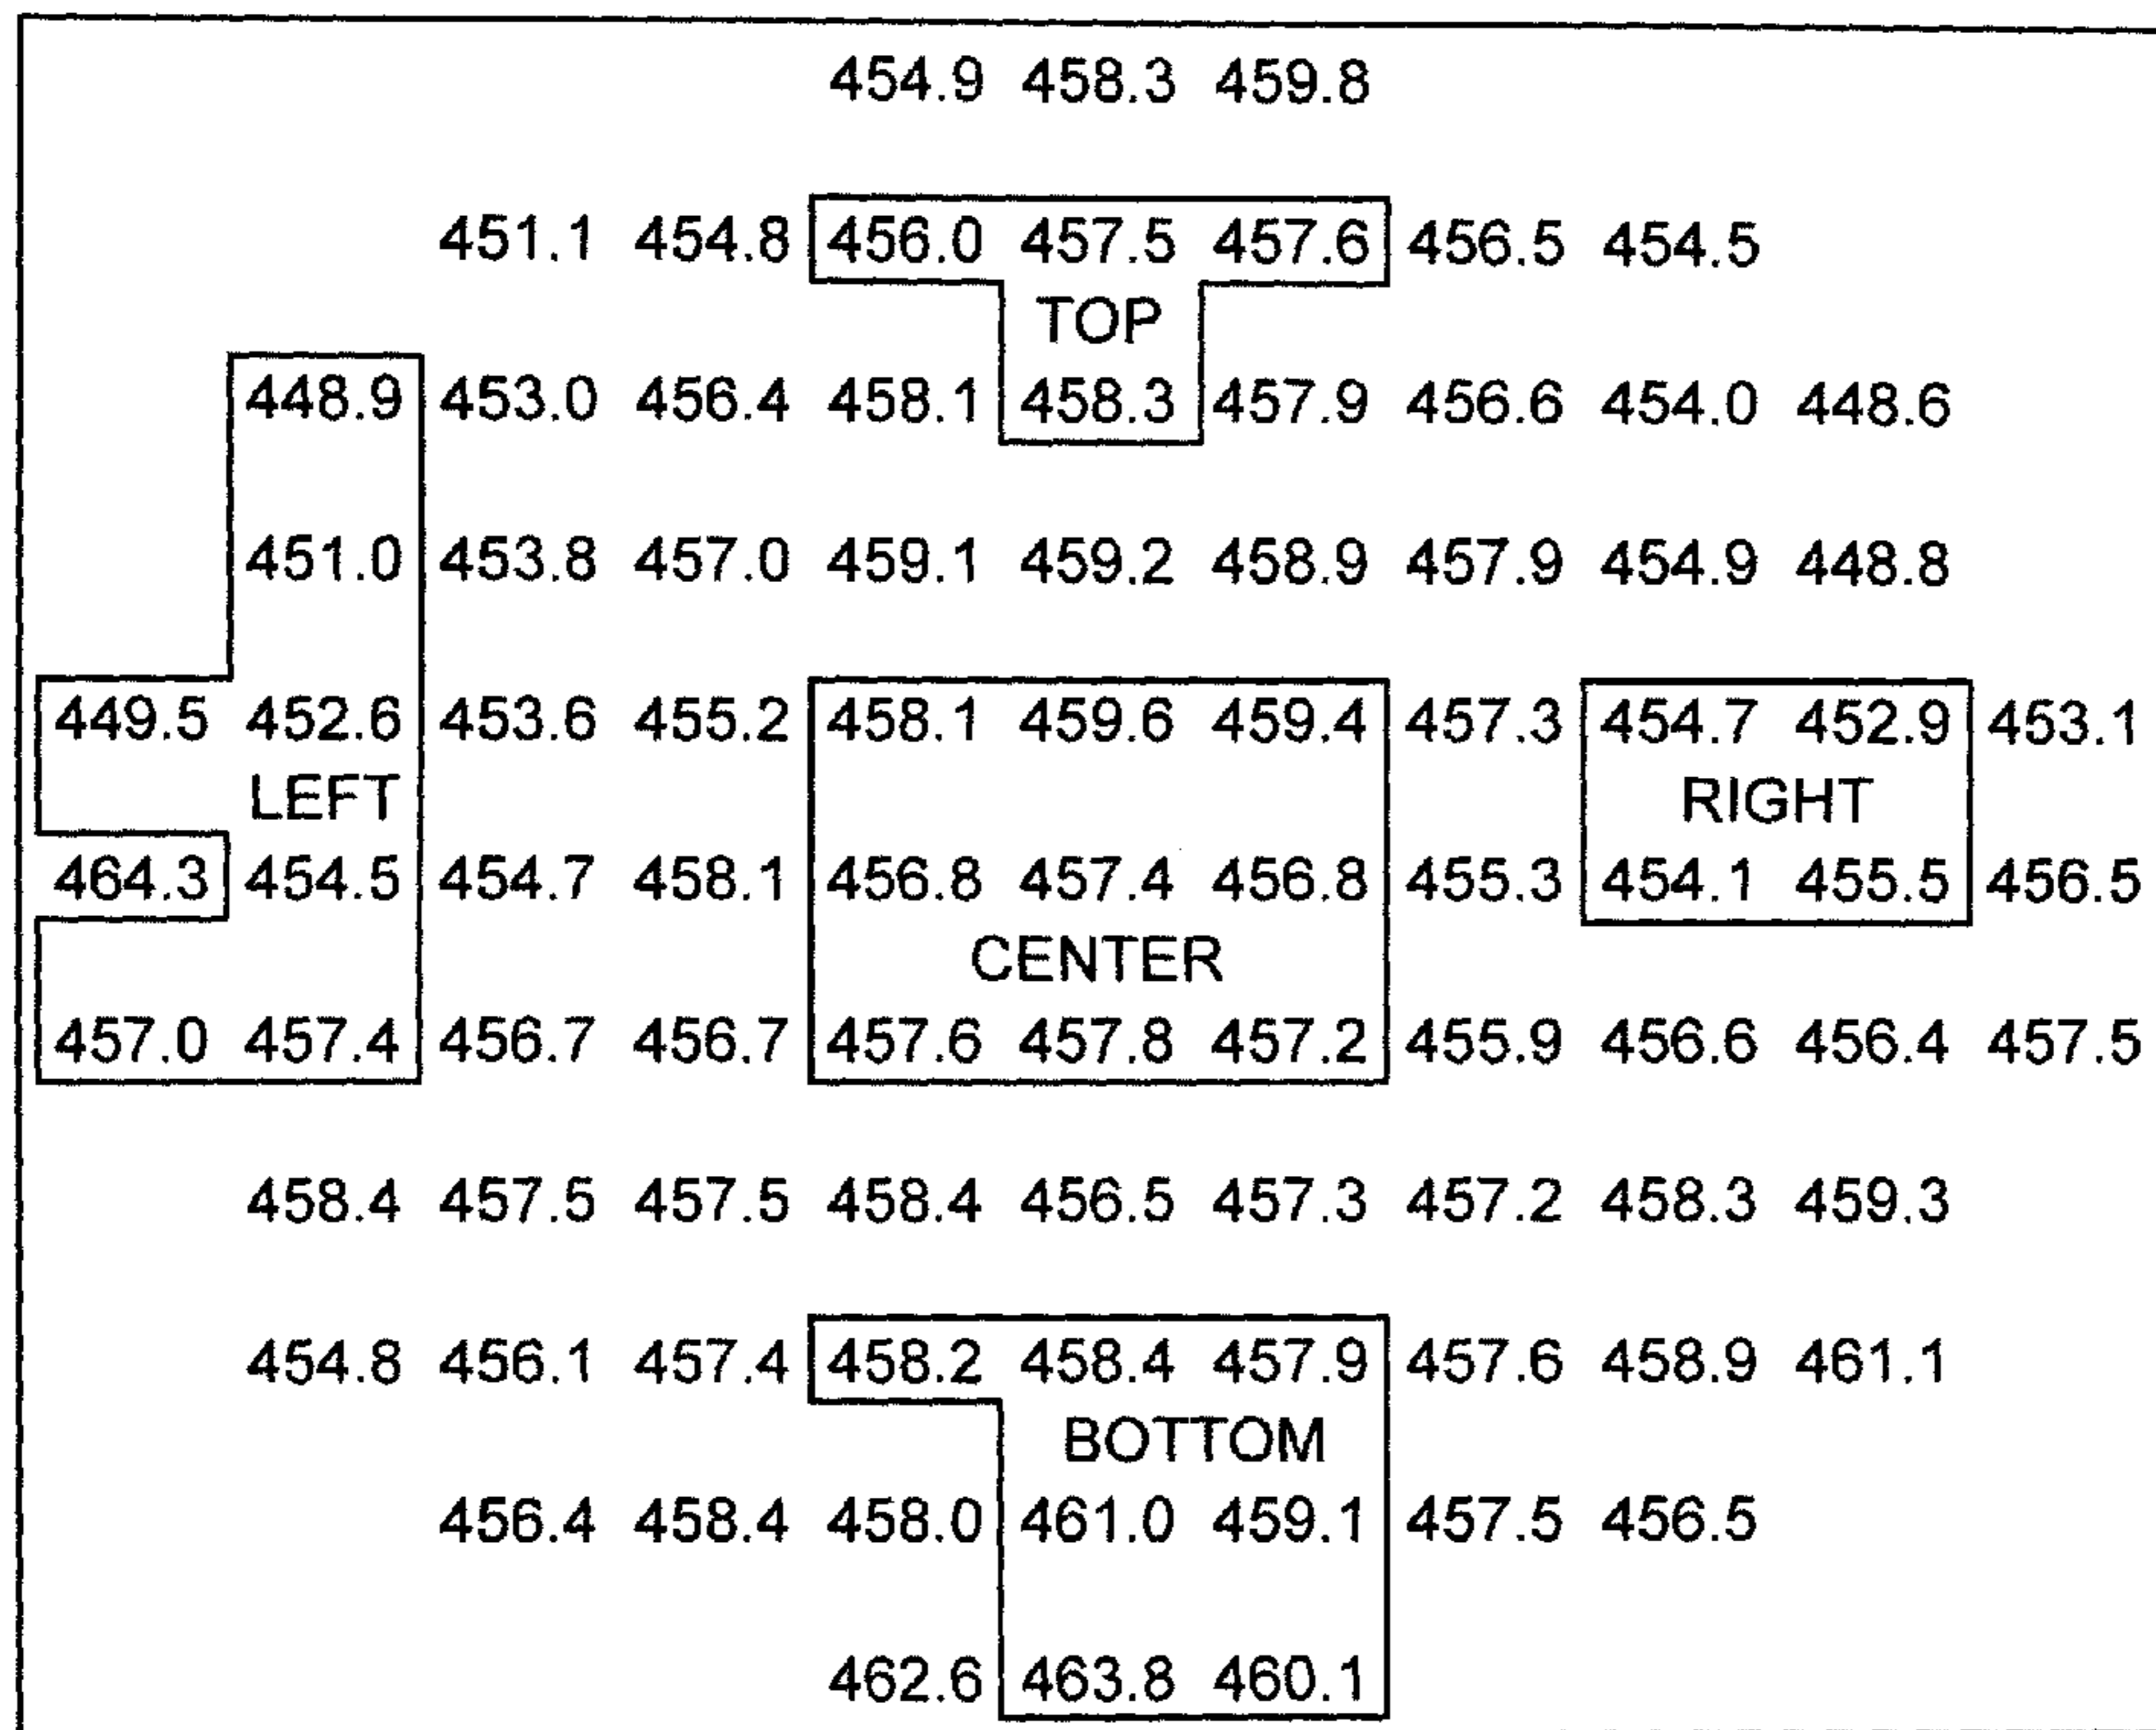 454.9 458.3 459.8
451.1 454.8 456.0 457.5 457.6 456.5 454.5
TOP
448.9 453.0 456.4 458.1 458.3 457.9 456.6 454.0 448.6
451.0 453.8 457.0 459.1 459.2 458.9 457.9 454.9 448.8
449.5 452.6 453.6 455.2 458.1 459.6 459.4 457.3 454.7 452.9 453.1
LEFT RIGHT
464.3 454.5 454.7 458.1 456.8 457.4 456.8 455.3 454.1 455.5 456.5
CENTER
457.0 457.4 456.7 456.7 457.6 457.8 457.2 455.9 456.6 456.4 457.5
458.4 457.5 457.5 458.4 456.5 457.3 457.2 458.3 459.3
454.8 456.1 457.4 458.2 458.4 457.9 457.6 458.9 461.1
BOTTOM
456.4 458.4 458.0 461.0 459.1 457.5 456.5
462.6 463.8 460.1